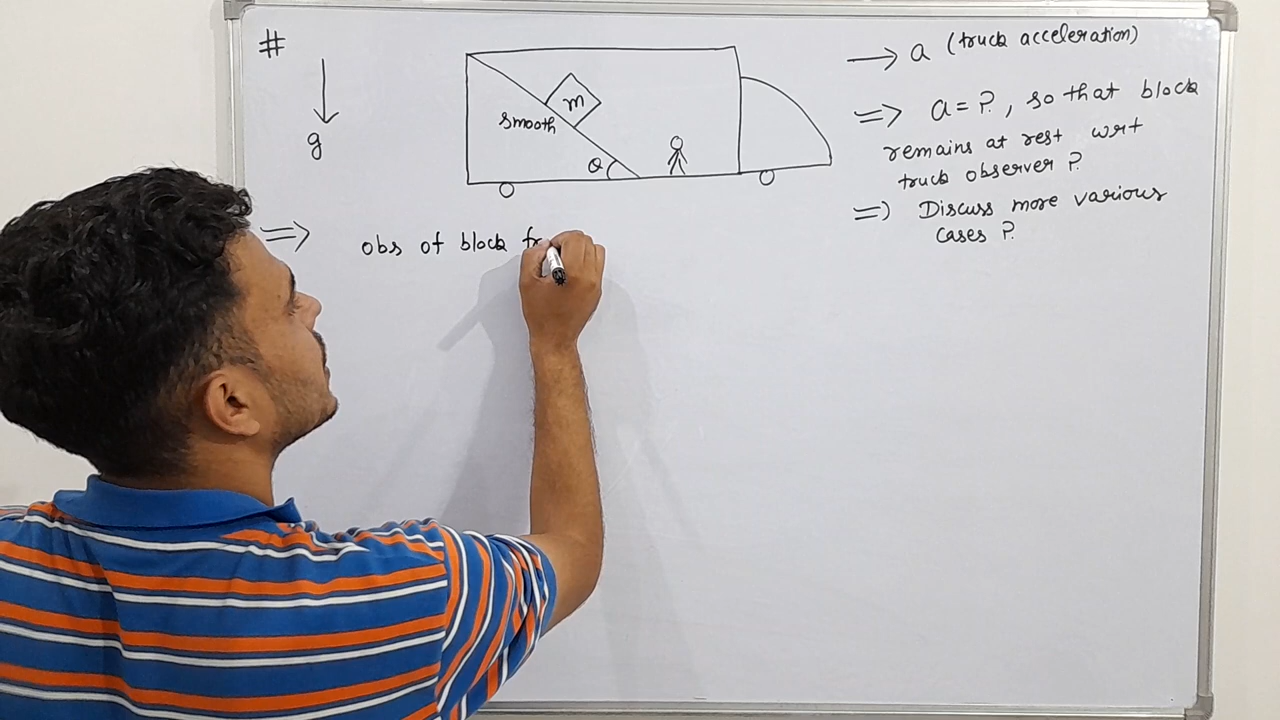 #
→ a (truck acceleration)
g
m
smooth
θ
⇒ a = ?, so that block
remains at rest wrt
truck observer ?
⇒) Discuss more various
cases ?
⇒ obs of block fr